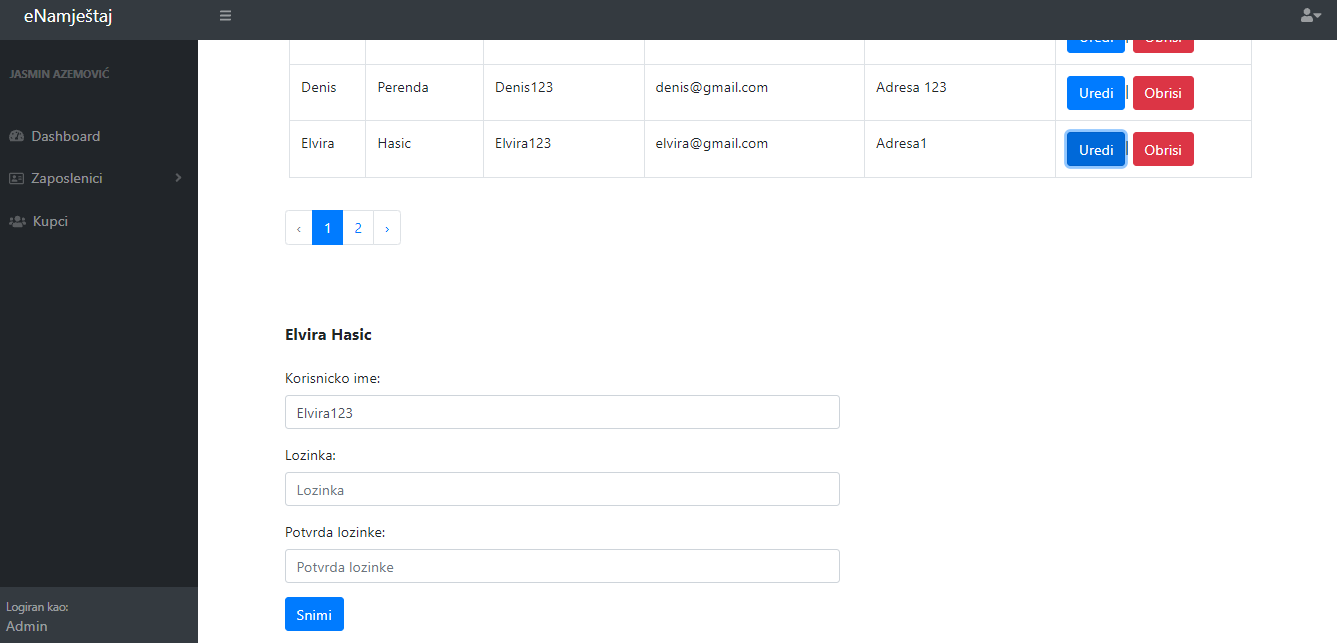 eNamještaj
JASMIN AZEMOVIĆ
Dashboard
Zaposlenici
Kupci
Logiran kao:
Admin
Uredi | Obrisi
Denis Perenda Denis123 denis@gmail.com Adresa 123 Uredi | Obrisi
Elvira Hasic Elvira123 elvira@gmail.com Adresa1 Uredi | Obrisi
‹ 1 2 ›
Elvira Hasic
Korisnicko ime:
Elvira123
Lozinka:
Lozinka
Potvrda lozinke:
Potvrda lozinke
Snimi